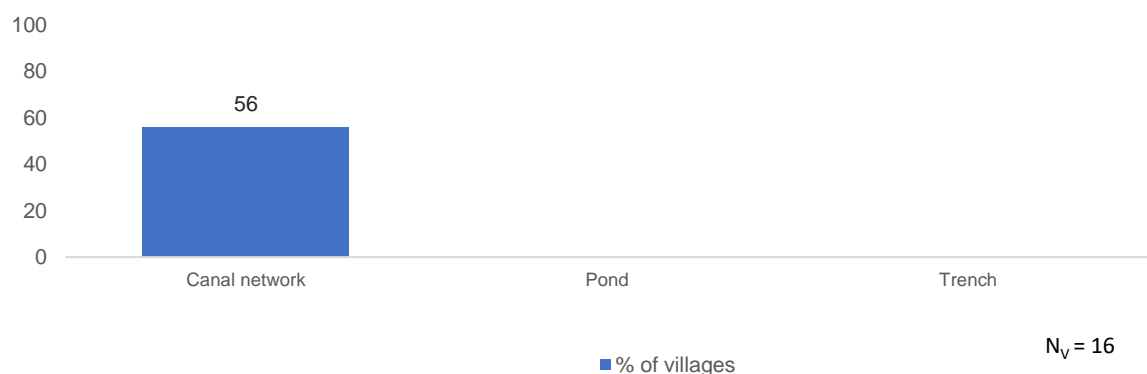 100
80
60
40
20
0
56
Canal network Pond Trench
N_V = 16
% of villages